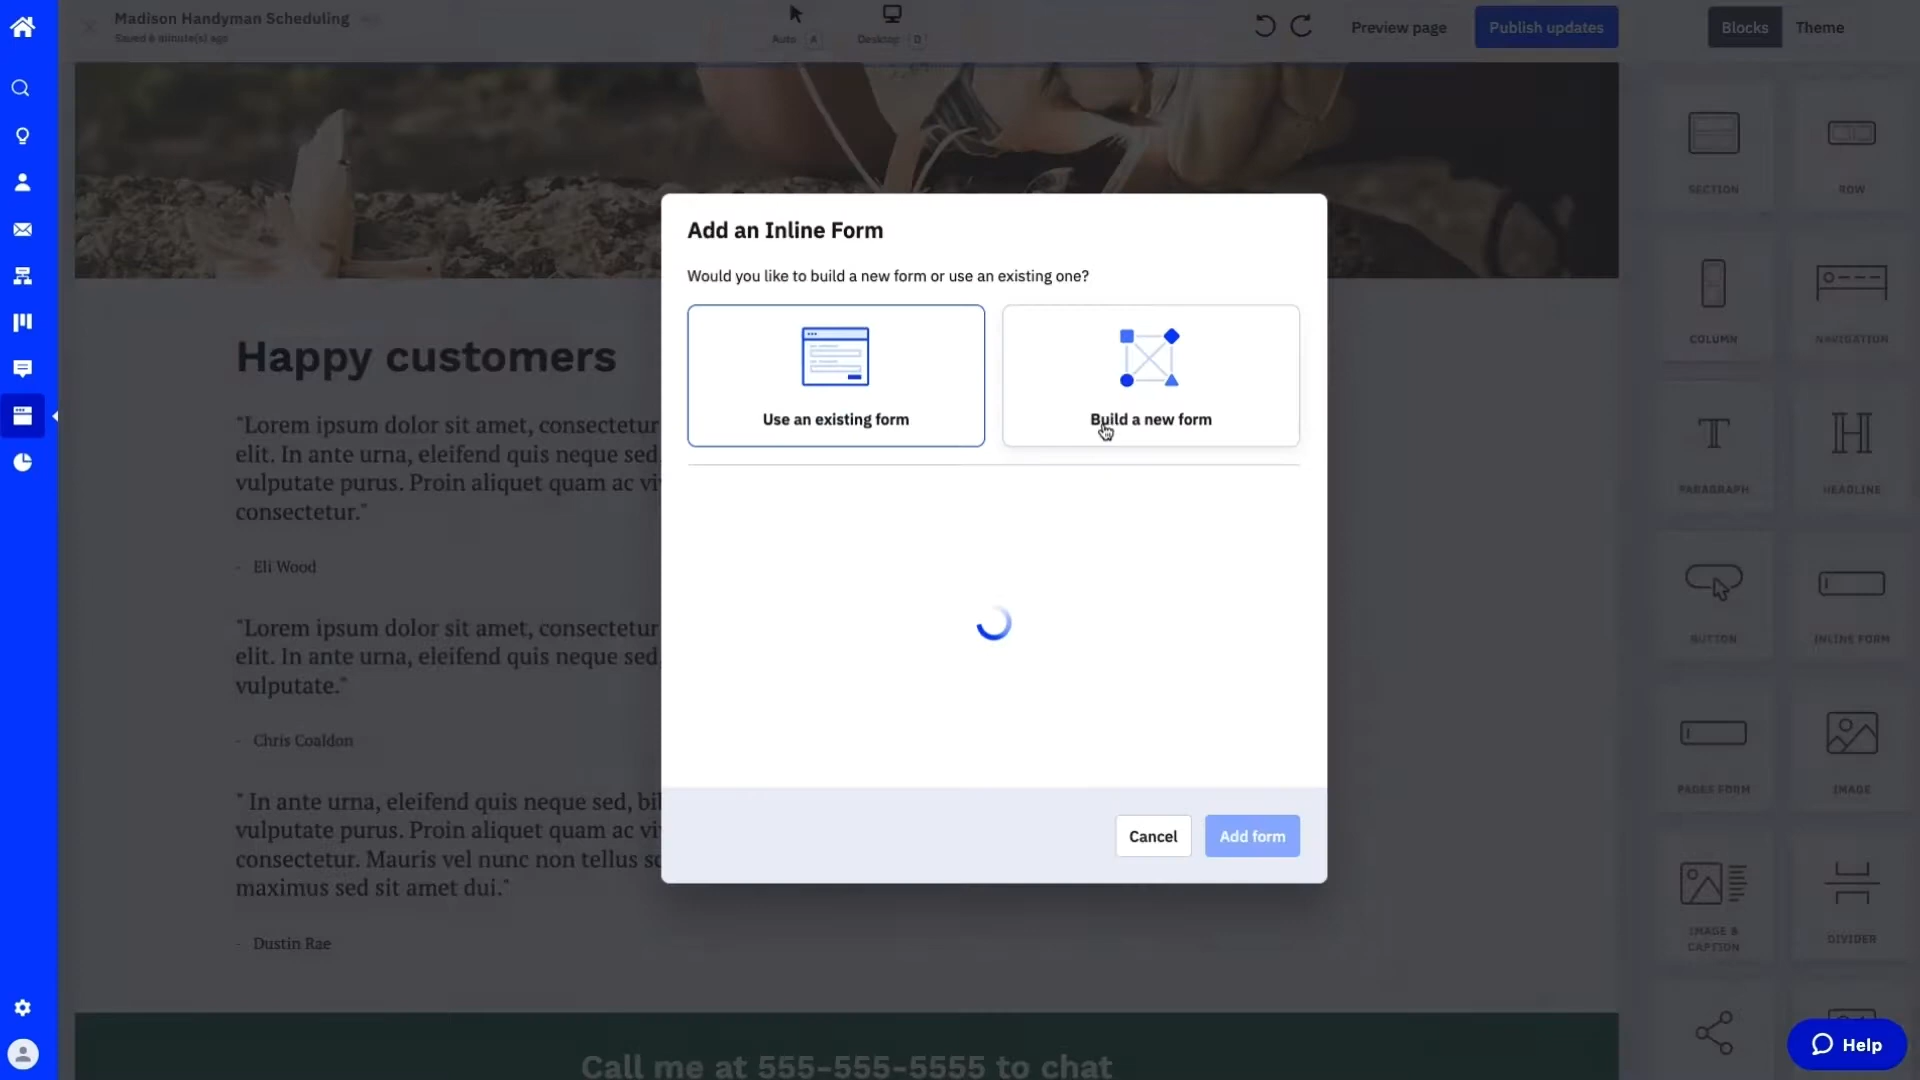 Madison Handyman Scheduling
Saved 6 minute(s) ago
Auto A
Desktop D
Preview page
Publish updates
Blocks
Theme
SECTION
ROW
COLUMN
NAVIGATION
PARAGRAPH
HEADLINE
BUTTON
INLINE FORM
PAGES FORM
IMAGE
IMAGE &
CAPTION
DIVIDER
Help
Add an Inline Form
Would you like to build a new form or use an existing one?
Use an existing form
Build a new form
Cancel
Add form
Happy customers
"Lorem ipsum dolor sit amet, consectetur
elit. In ante urna, eleifend quis neque sed,
vulputate purus. Proin aliquet quam ac
consectetur."
- Eli Wood
"Lorem ipsum dolor sit amet, consectetur
elit. In ante urna, eleifend quis neque sed,
vulputate."
- Chris Coaldon
" In ante urna, eleifend quis neque sed,
vulputate purus. Proin aliquet quam ac
consectetur. Mauris vel nunc non tellus
maximus sed sit amet dui."
- Dustin Rae
Call me at 555-555-5555 to chat